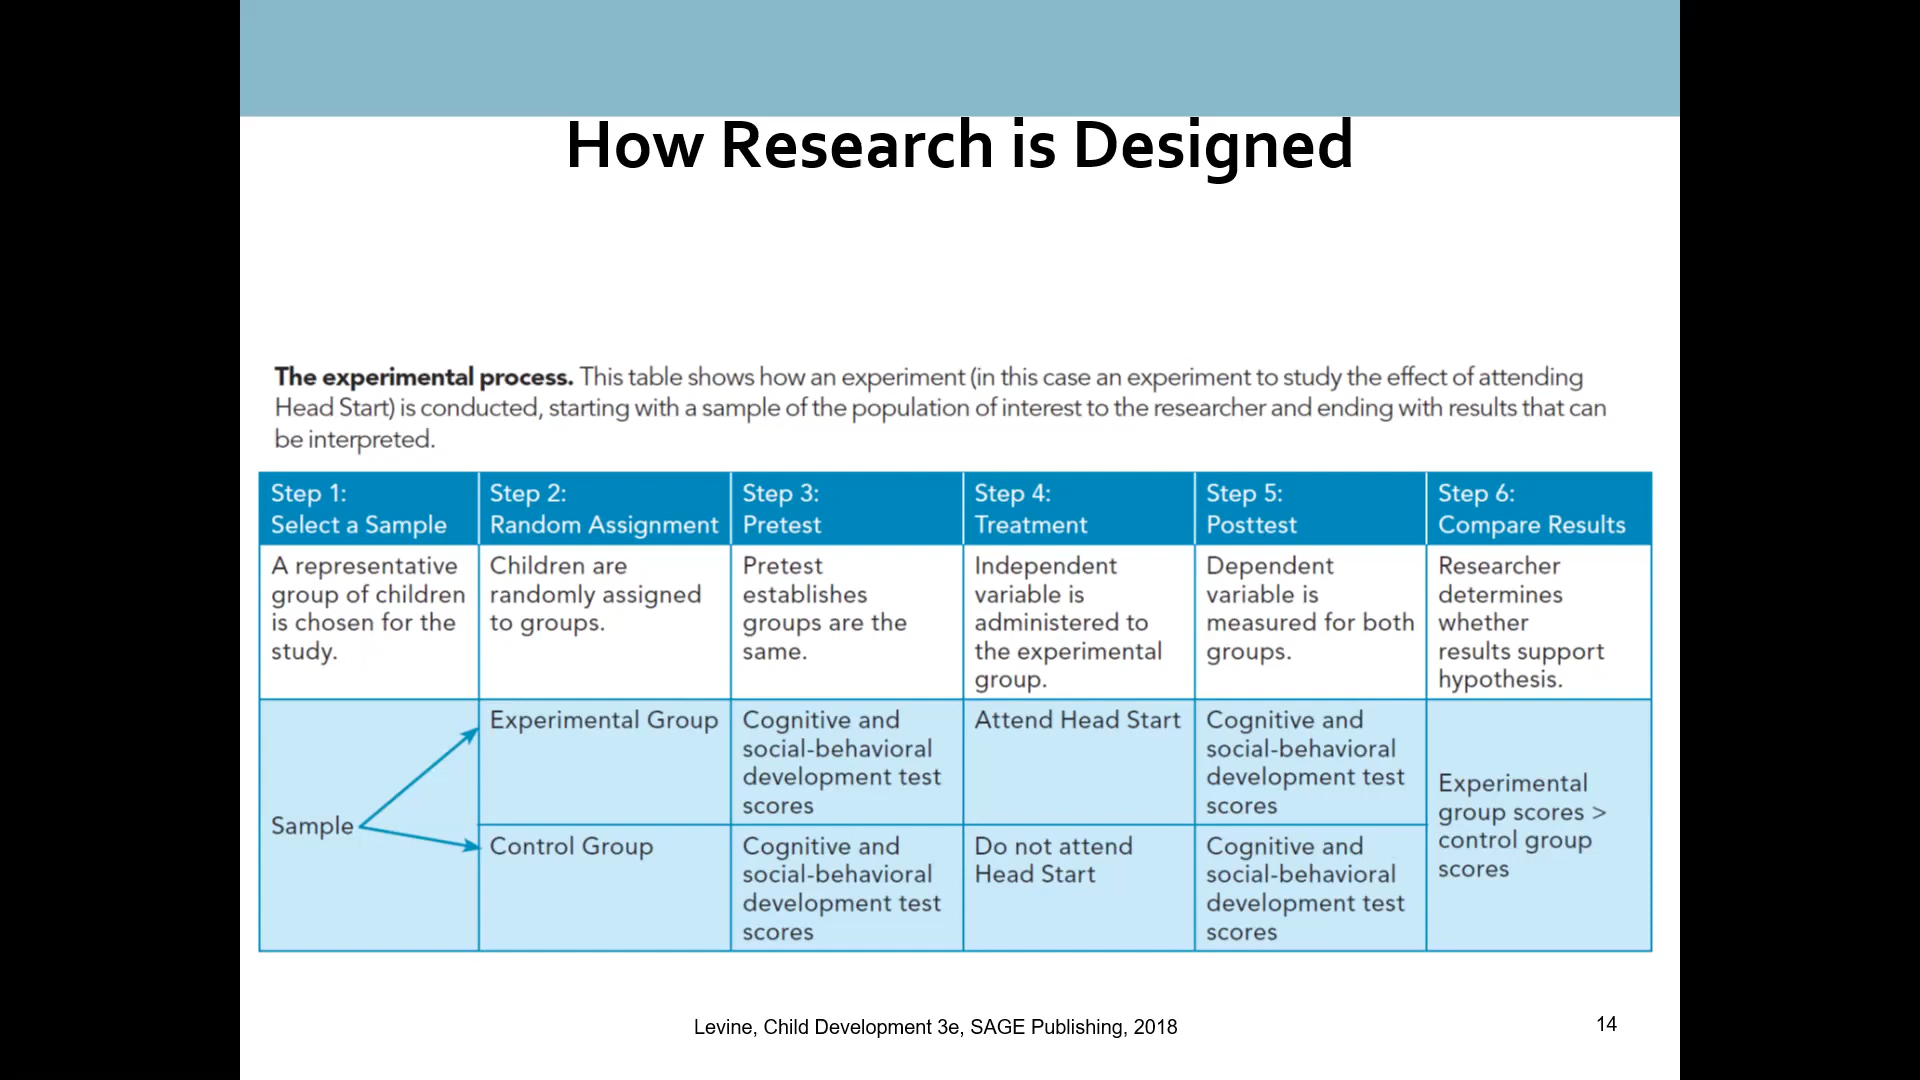 How Research is Designed
The experimental process. This table shows how an experiment (in this case an experiment to study the effect of attending
Head Start) is conducted, starting with a sample of the population of interest to the researcher and ending with results that can
be interpreted.
Step 1:
Select a Sample
Step 2:
Random Assignment
Step 3:
Pretest
Step 4:
Treatment
Step 5:
Posttest
Step 6:
Compare Results
A representative
group of children
is chosen for the
study.
Children are
randomly assigned
to groups.
Pretest
establishes
groups are the
same.
Independent
variable is
administered to
the experimental
group.
Dependent
variable is
measured for both
groups.
Researcher
determines
whether
results support
hypothesis.
Sample
Experimental Group
Cognitive and
social-behavioral
development test
scores
Attend Head Start
Cognitive and
social-behavioral
development test
scores
Experimental
group scores >
control group
scores
Control Group
Cognitive and
social-behavioral
development test
scores
Do not attend
Head Start
Cognitive and
social-behavioral
development test
scores
Levine, Child Development 3e, SAGE Publishing, 2018
14